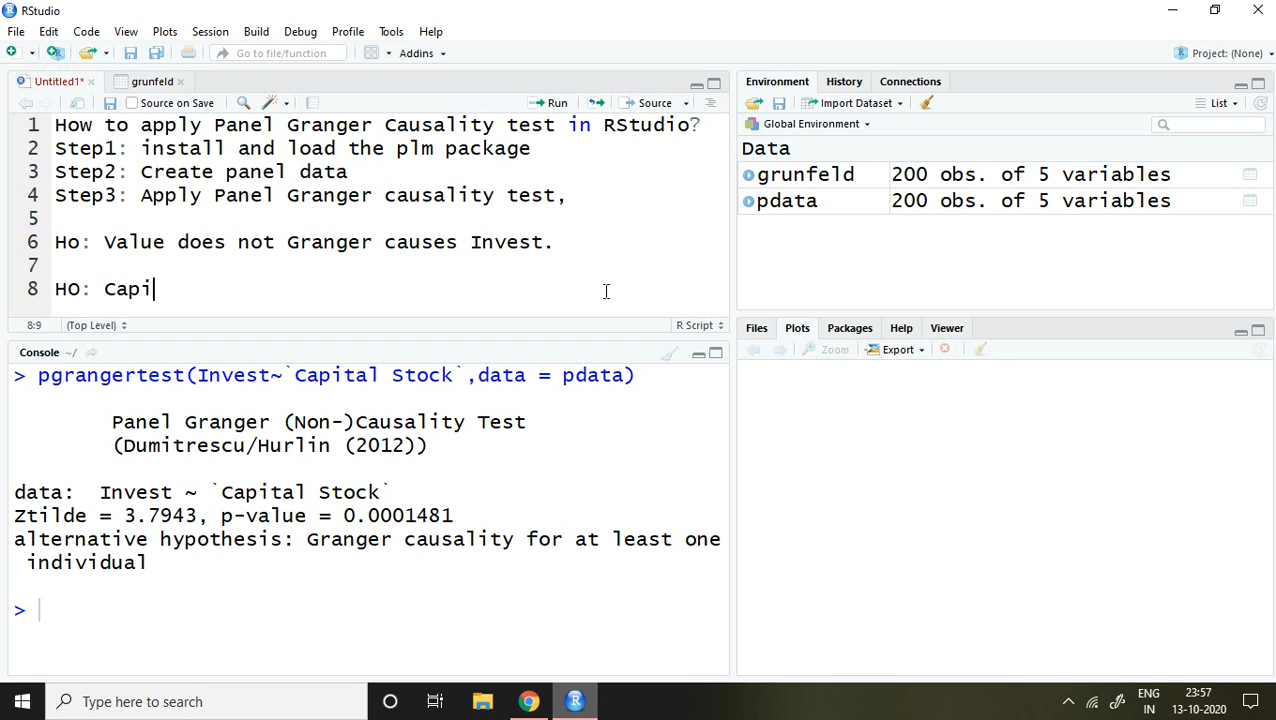 RStudio
File Edit Code View Plots Session Build Debug Profile Tools Help
Go to file/function Addins Project: (None)
Untitled1* grunfeld
Source on Save Run Source
1 How to apply Panel Granger Causality test in RStudio?
2 Step1: install and load the plm package
3 Step2: Create panel data
4 Step3: Apply Panel Granger causality test,
5
6 Ho: Value does not Granger causes Invest.
7
8 HO: Capi
8:9 (Top Level) R Script
Console ~/
> pgrangertest(Invest~`Capital Stock`,data = pdata)
Panel Granger (Non-)Causality Test
(Dumitrescu/Hurlin (2012))
data: Invest ~ `Capital Stock`
Ztilde = 3.7943, p-value = 0.0001481
alternative hypothesis: Granger causality for at least one
individual
>
Environment History Connections
Import Dataset List
Global Environment
Data
grunfeld 200 obs. of 5 variables
pdata 200 obs. of 5 variables
Files Plots Packages Help Viewer
Zoom Export
Type here to search
ENG 23:57
IN 13-10-2020